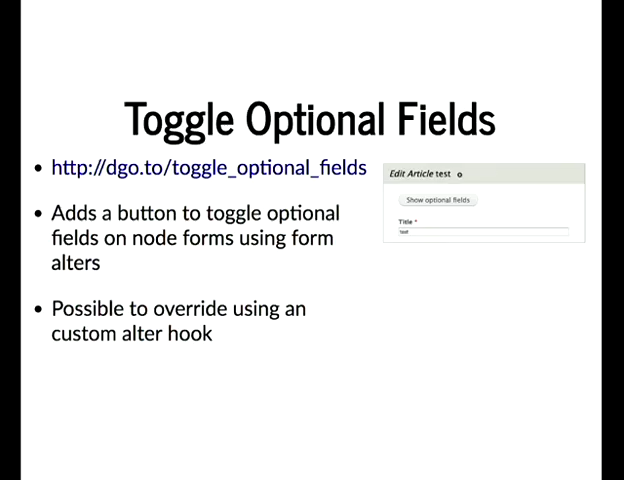 Toggle Optional Fields
• http://dgo.to/toggle_optional_fields
• Adds a button to toggle optional
fields on node forms using form
alters
• Possible to override using an
custom alter hook
Edit Article test
Show optional fields
Title *
test